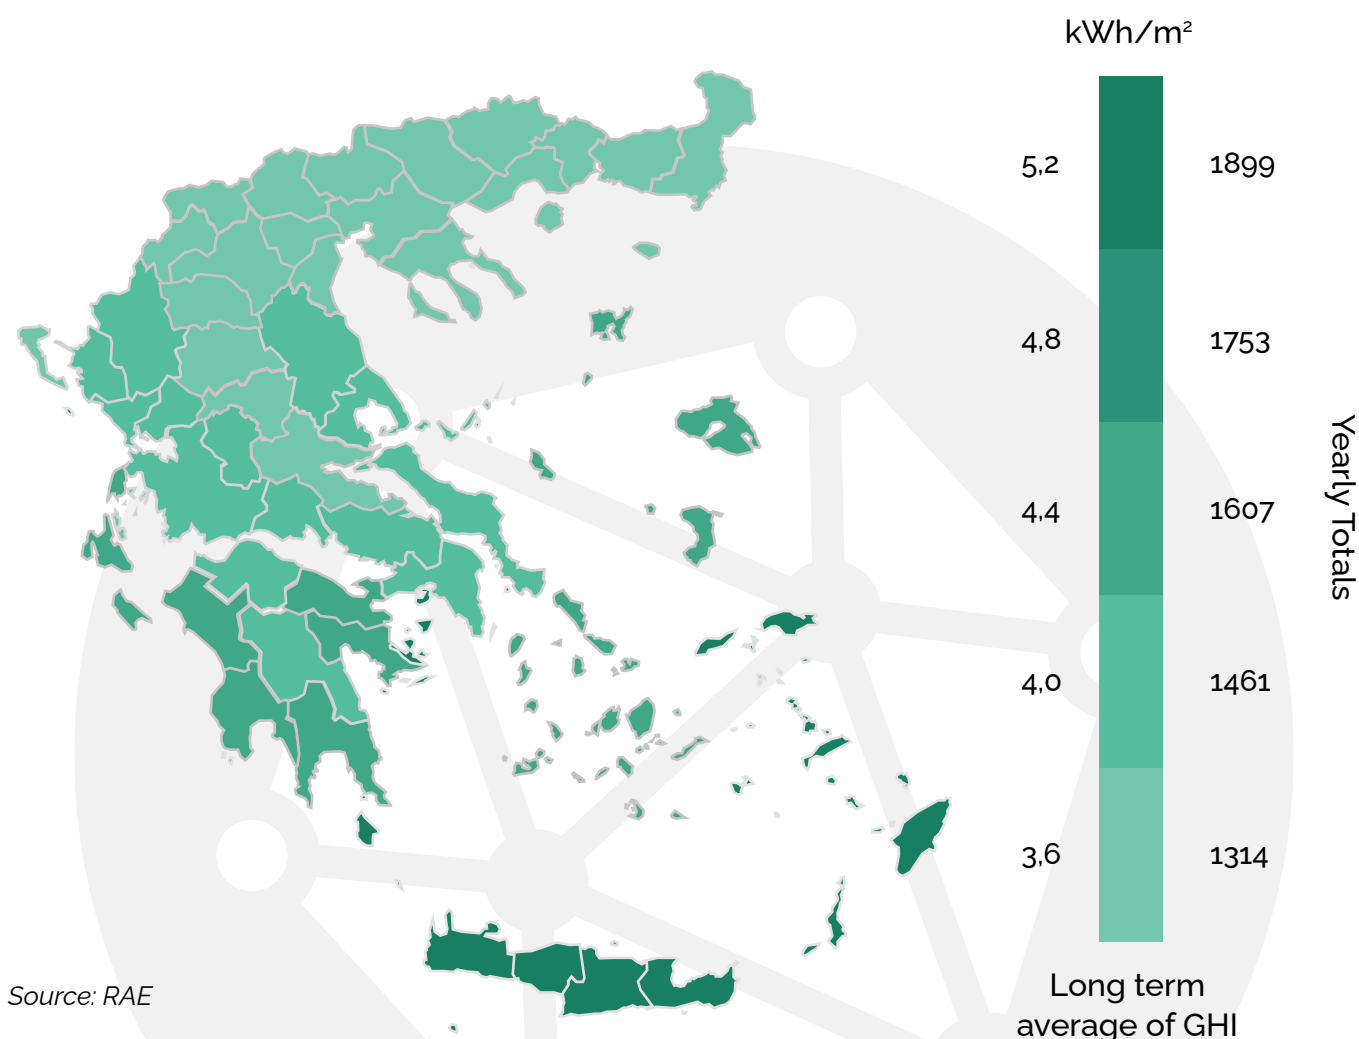 kWh/m²
5,2 1899
4,8 1753
4,4 1607
4,0 1461
3,6 1314
Yearly Totals
Long term
average of GHI
Source: RAE